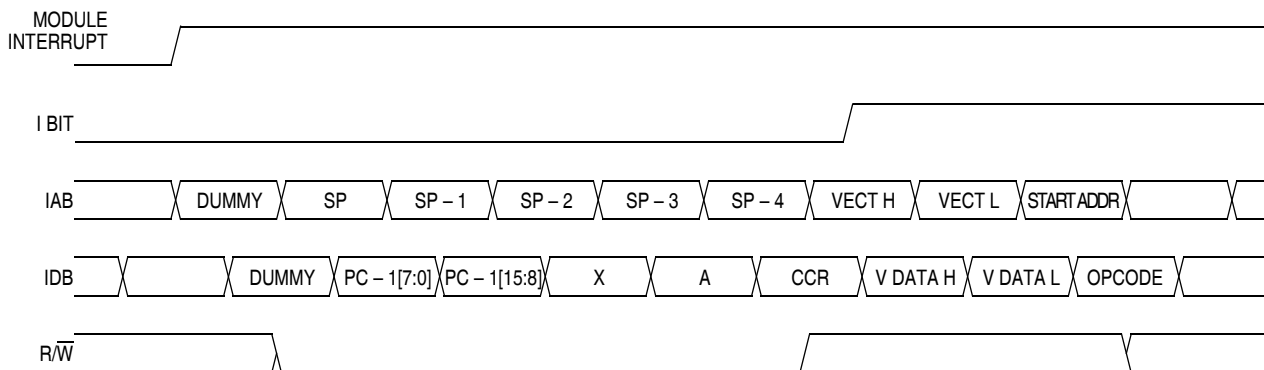 MODULE
INTERRUPT
I BIT
IAB DUMMY SP SP – 1 SP – 2 SP – 3 SP – 4 VECT H VECT L START ADDR
IDB DUMMY PC – 1[7:0] PC – 1[15:8] X A CCR V DATA H V DATA L OPCODE
R/W̅